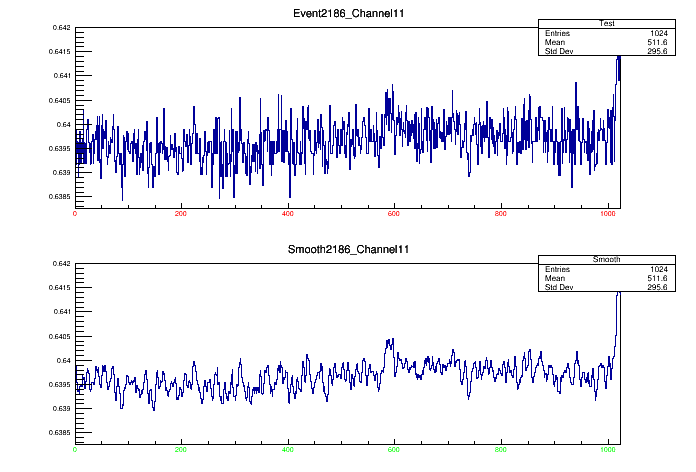 Event2186_Channel11
Test
Entries 1024
Mean 511.6
Std Dev 295.6
0.642
0.6415
0.641
0.6405
0.64
0.6395
0.639
0.6385
0 200 400 600 800 1000
Smooth2186_Channel11
Smooth
Entries 1024
Mean 511.6
Std Dev 295.6
0.642
0.6415
0.641
0.6405
0.64
0.6395
0.639
0.6385
0 200 400 600 800 1000